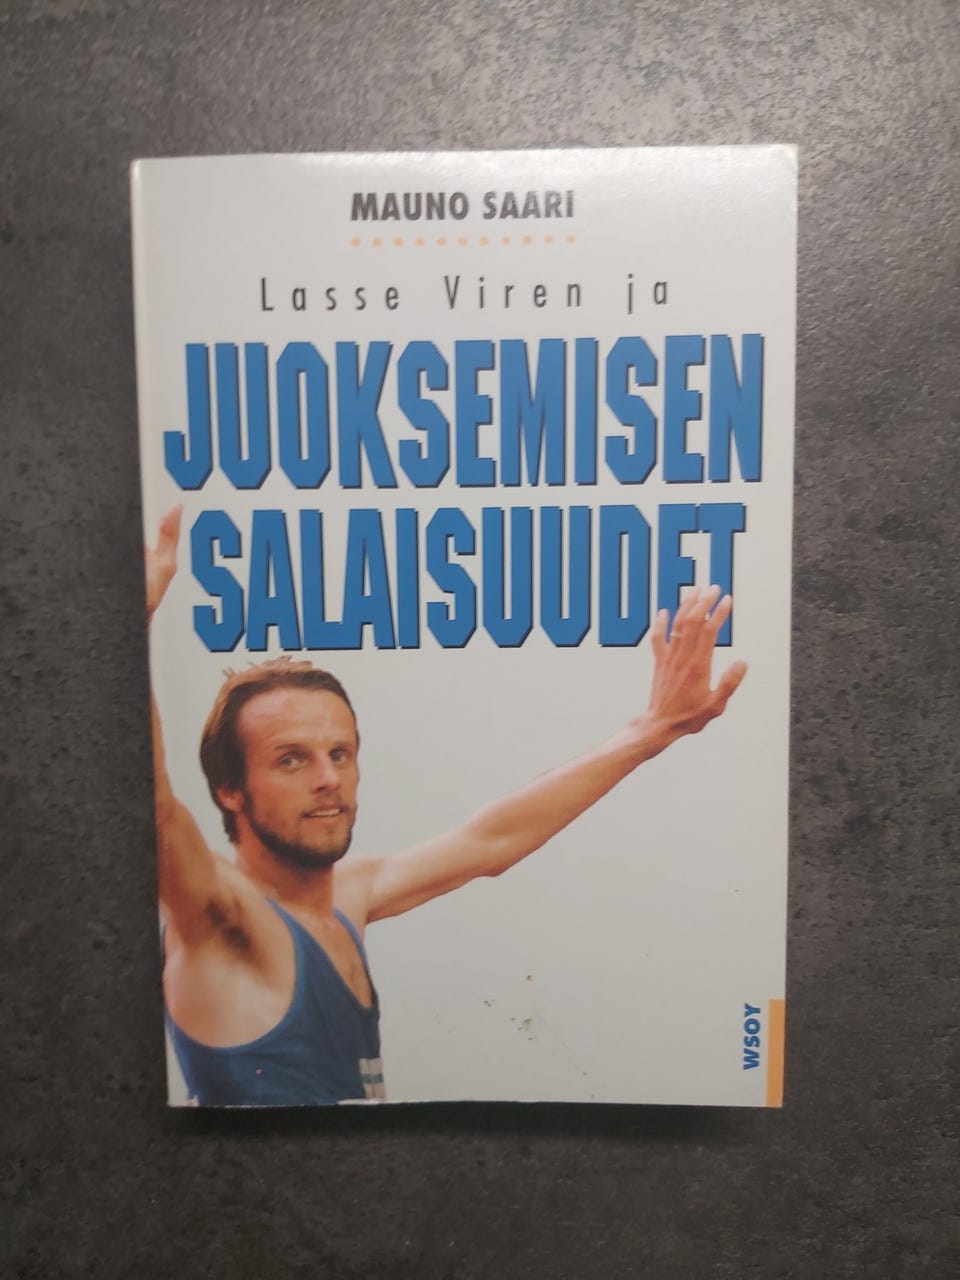 MAUNO SAARI
Lasse Viren ja
JUOKSEMISEN
SALAISUUDET
WSOY